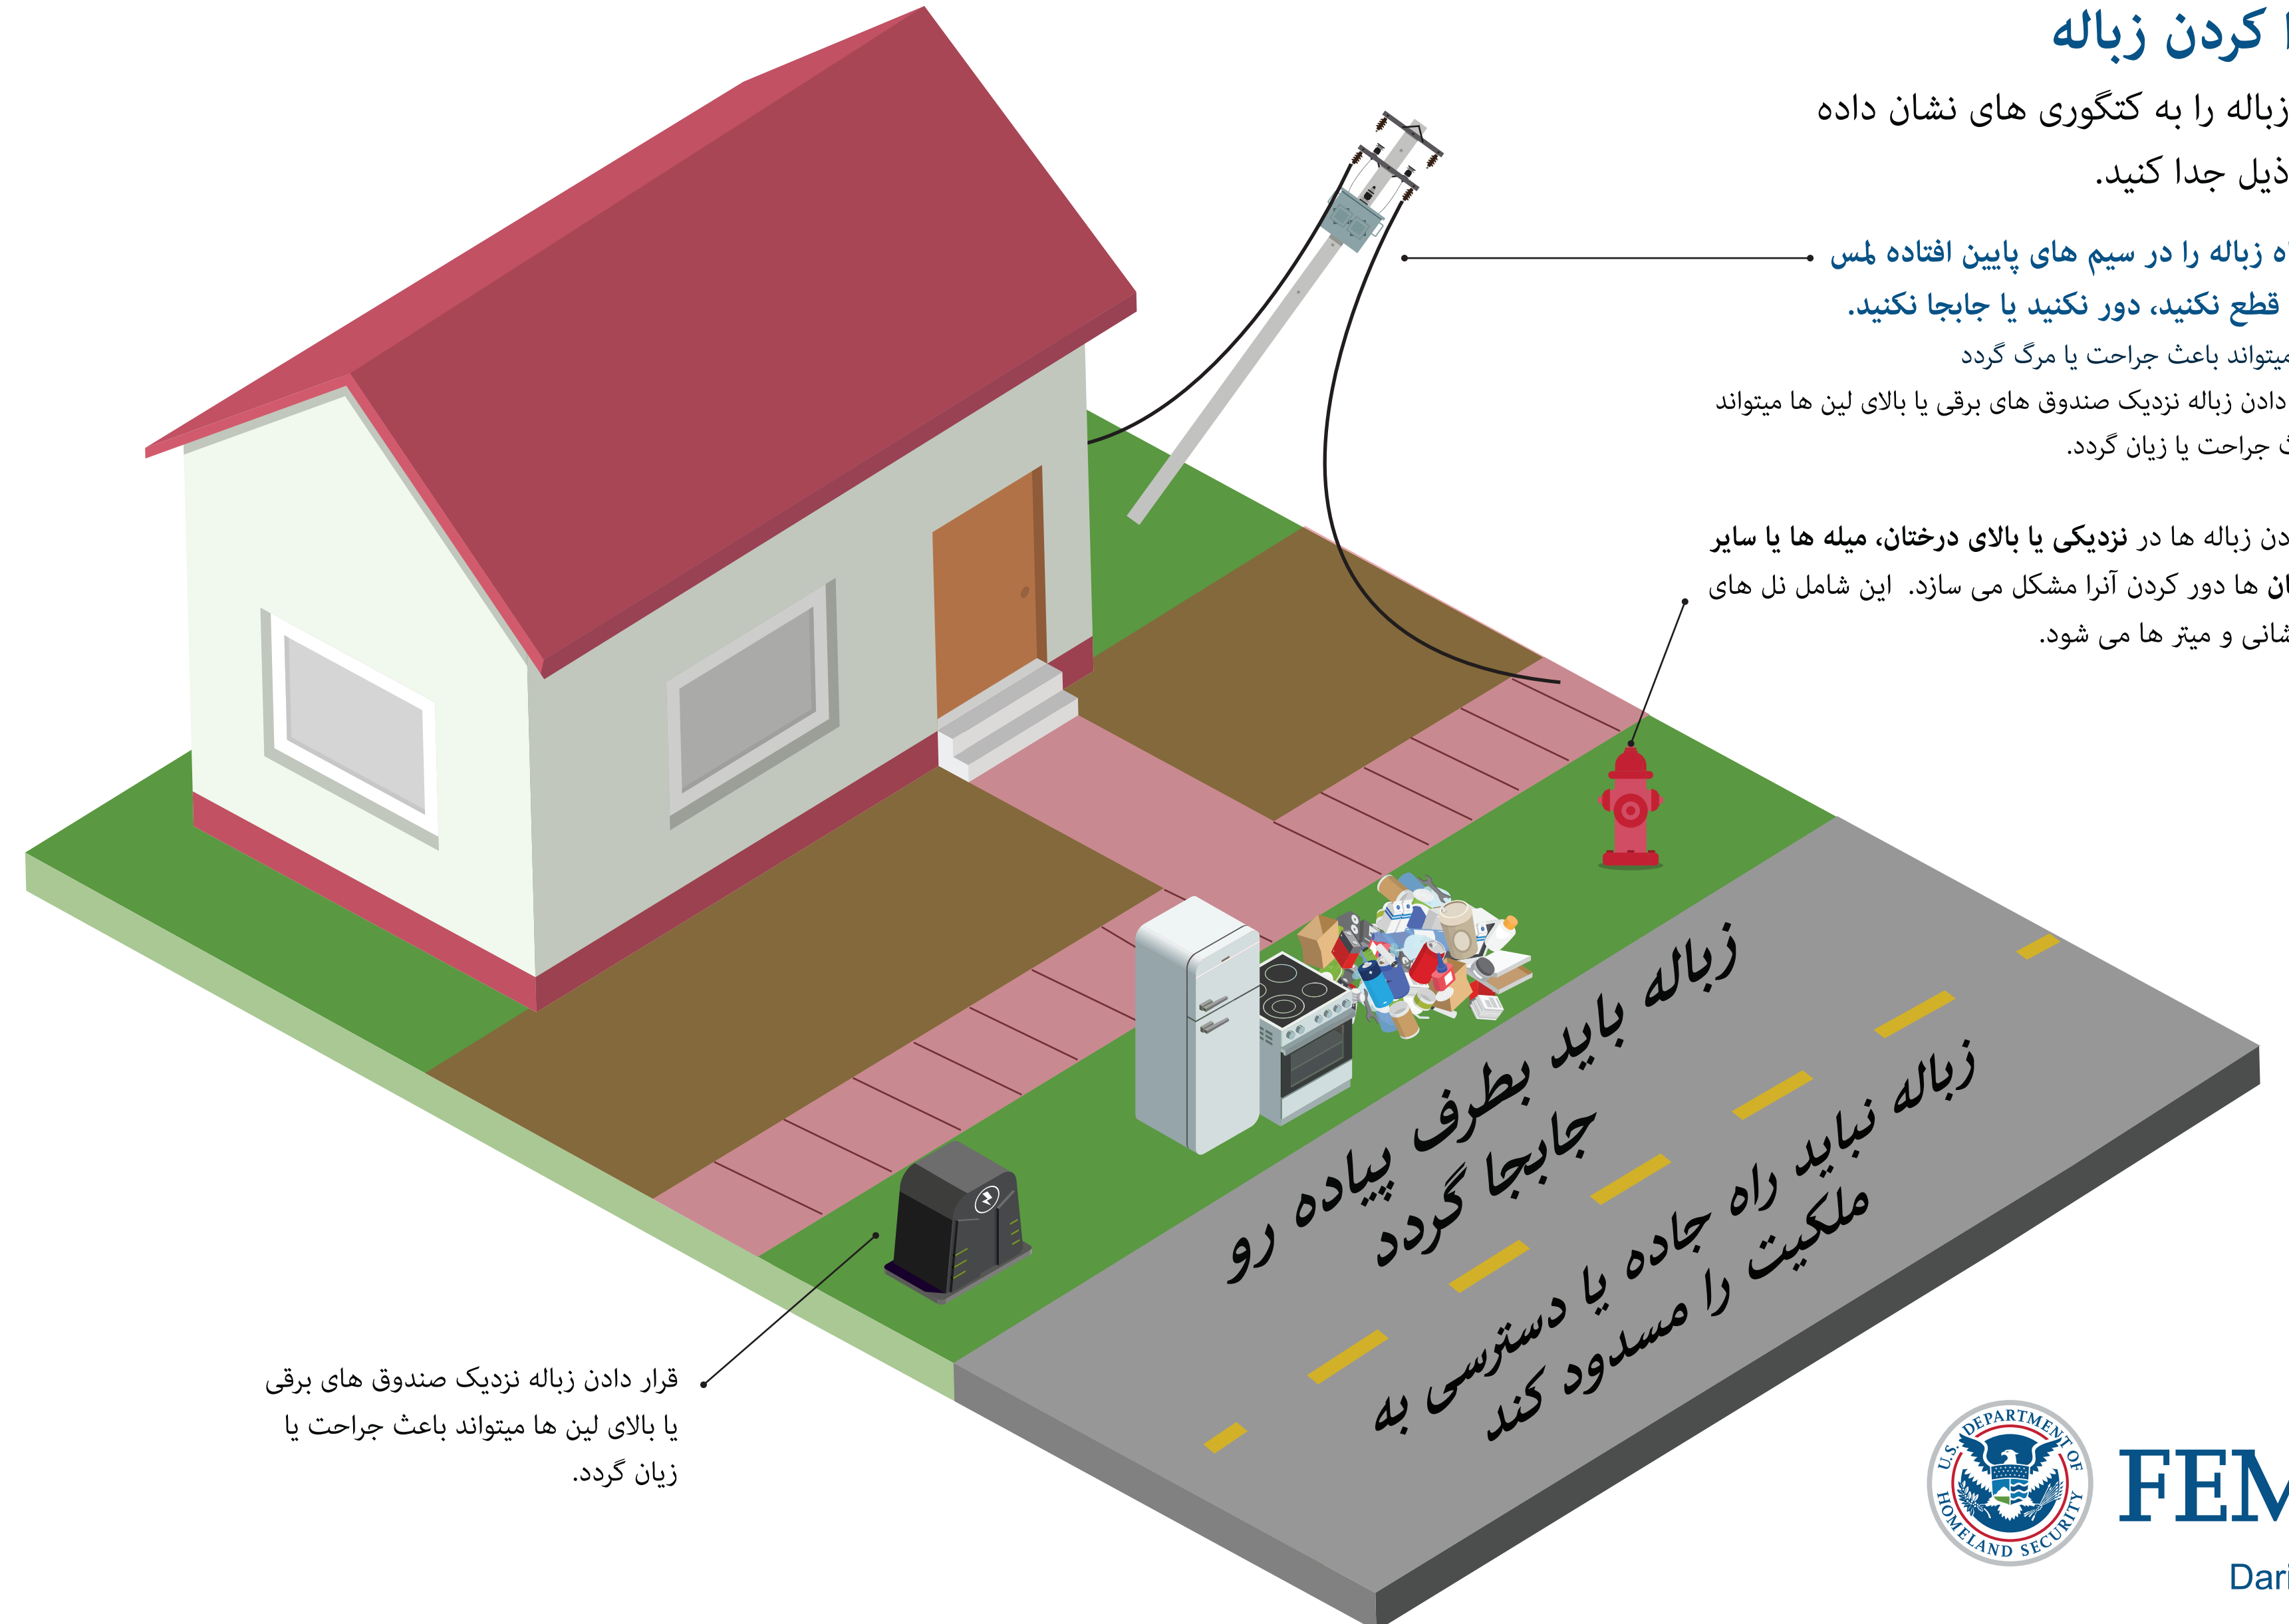 کردن زباله
زباله را به کتگوری های نشان داده
ذیل جدا کنید.
زباله را در سیم های پایین افتاده لمس
قطع نکنید، دور نکنید یا جابجا نکنید.
میتواند باعث جراحت یا مرگ گردد
دادن زباله نزدیک صندوق های برقی یا بالای لین ها میتواند
جراحت یا زیان گردد.
زباله ها در نزدیکی یا بالای درختان، میله ها یا سایر
ها دور کردن آنرا مشکل می سازد. این شامل نل های
و میتر ها می شود.
زباله باید بطرف پیاده رو
جابجا گردد
زباله نباید راه جاده یا دسترسی به
ملکیت را مسدود کند
قرار دادن زباله نزدیک صندوق های برقی
یا بالای لین ها میتواند باعث جراحت یا
زیان گردد.
U.S. DEPARTMENT OF
HOMELAND SECURITY
FEM
Dari